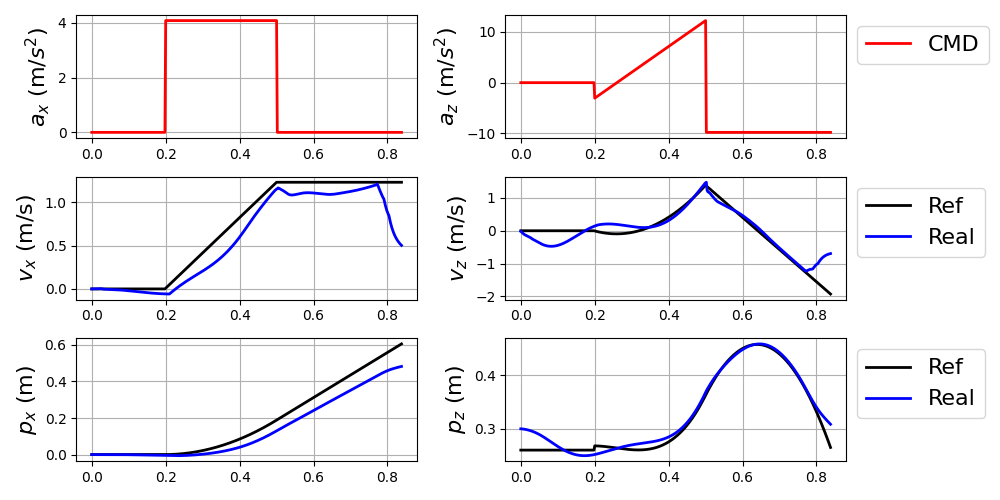 a_x (m/s²)
4
2
0
0.0 0.2 0.4 0.6 0.8
a_z (m/s²)
10
0
−10
0.0 0.2 0.4 0.6 0.8
CMD
v_x (m/s)
1.0
0.5
0.0
0.0 0.2 0.4 0.6 0.8
v_z (m/s)
1
0
−1
−2
0.0 0.2 0.4 0.6 0.8
Ref
Real
p_x (m)
0.6
0.4
0.2
0.0
0.0 0.2 0.4 0.6 0.8
p_z (m)
0.4
0.3
0.0 0.2 0.4 0.6 0.8
Ref
Real